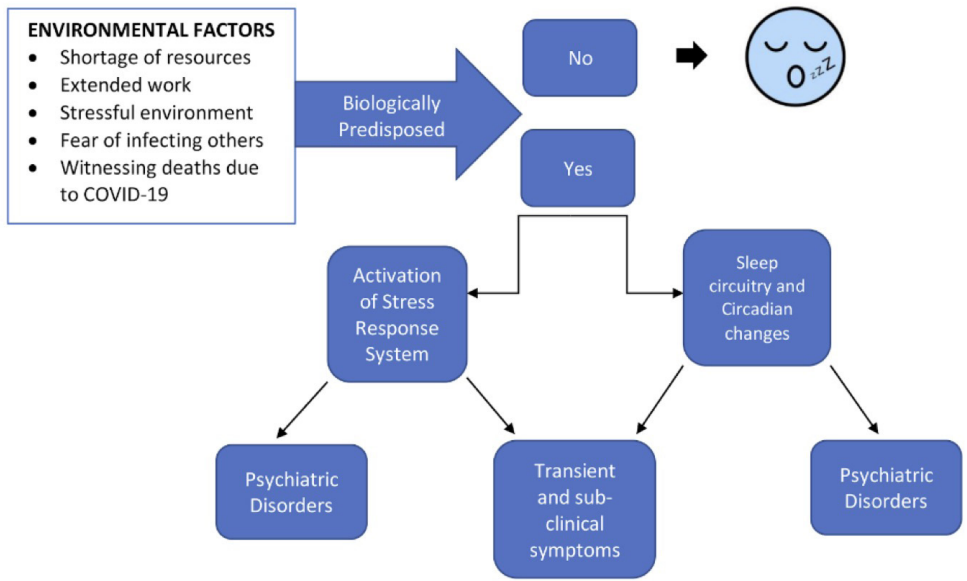 ENVIRONMENTAL FACTORS
• Shortage of resources
• Extended work
• Stressful environment
• Fear of infecting others
• Witnessing deaths due
to COVID-19
Biologically
Predisposed
No
zzZZ
Yes
Activation
of Stress
Response
System
Sleep
circuitry and
Circadian
changes
Psychiatric
Disorders
Transient
and sub-
clinical
symptoms
Psychiatric
Disorders